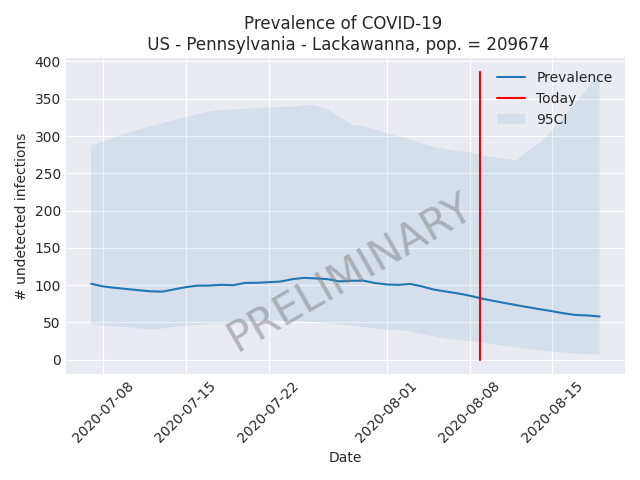 Prevalence of COVID-19
US - Pennsylvania - Lackawanna, pop. = 209674
400
350
300
250
200
150
100
50
0
# undetected infections
Prevalence
Today
95CI
PRELIMINARY
2020-07-08
2020-07-15
2020-07-22
2020-08-01
2020-08-08
2020-08-15
Date